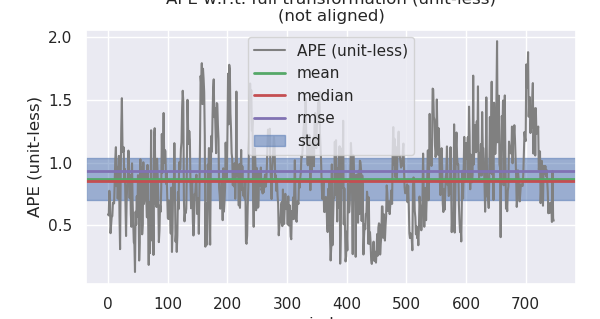 APE w.r.t. full transformation (unit-less)
(not aligned)
APE (unit-less)
2.0
1.5
1.0
0.5
APE (unit-less)
mean
median
rmse
std
0 100 200 300 400 500 600 700